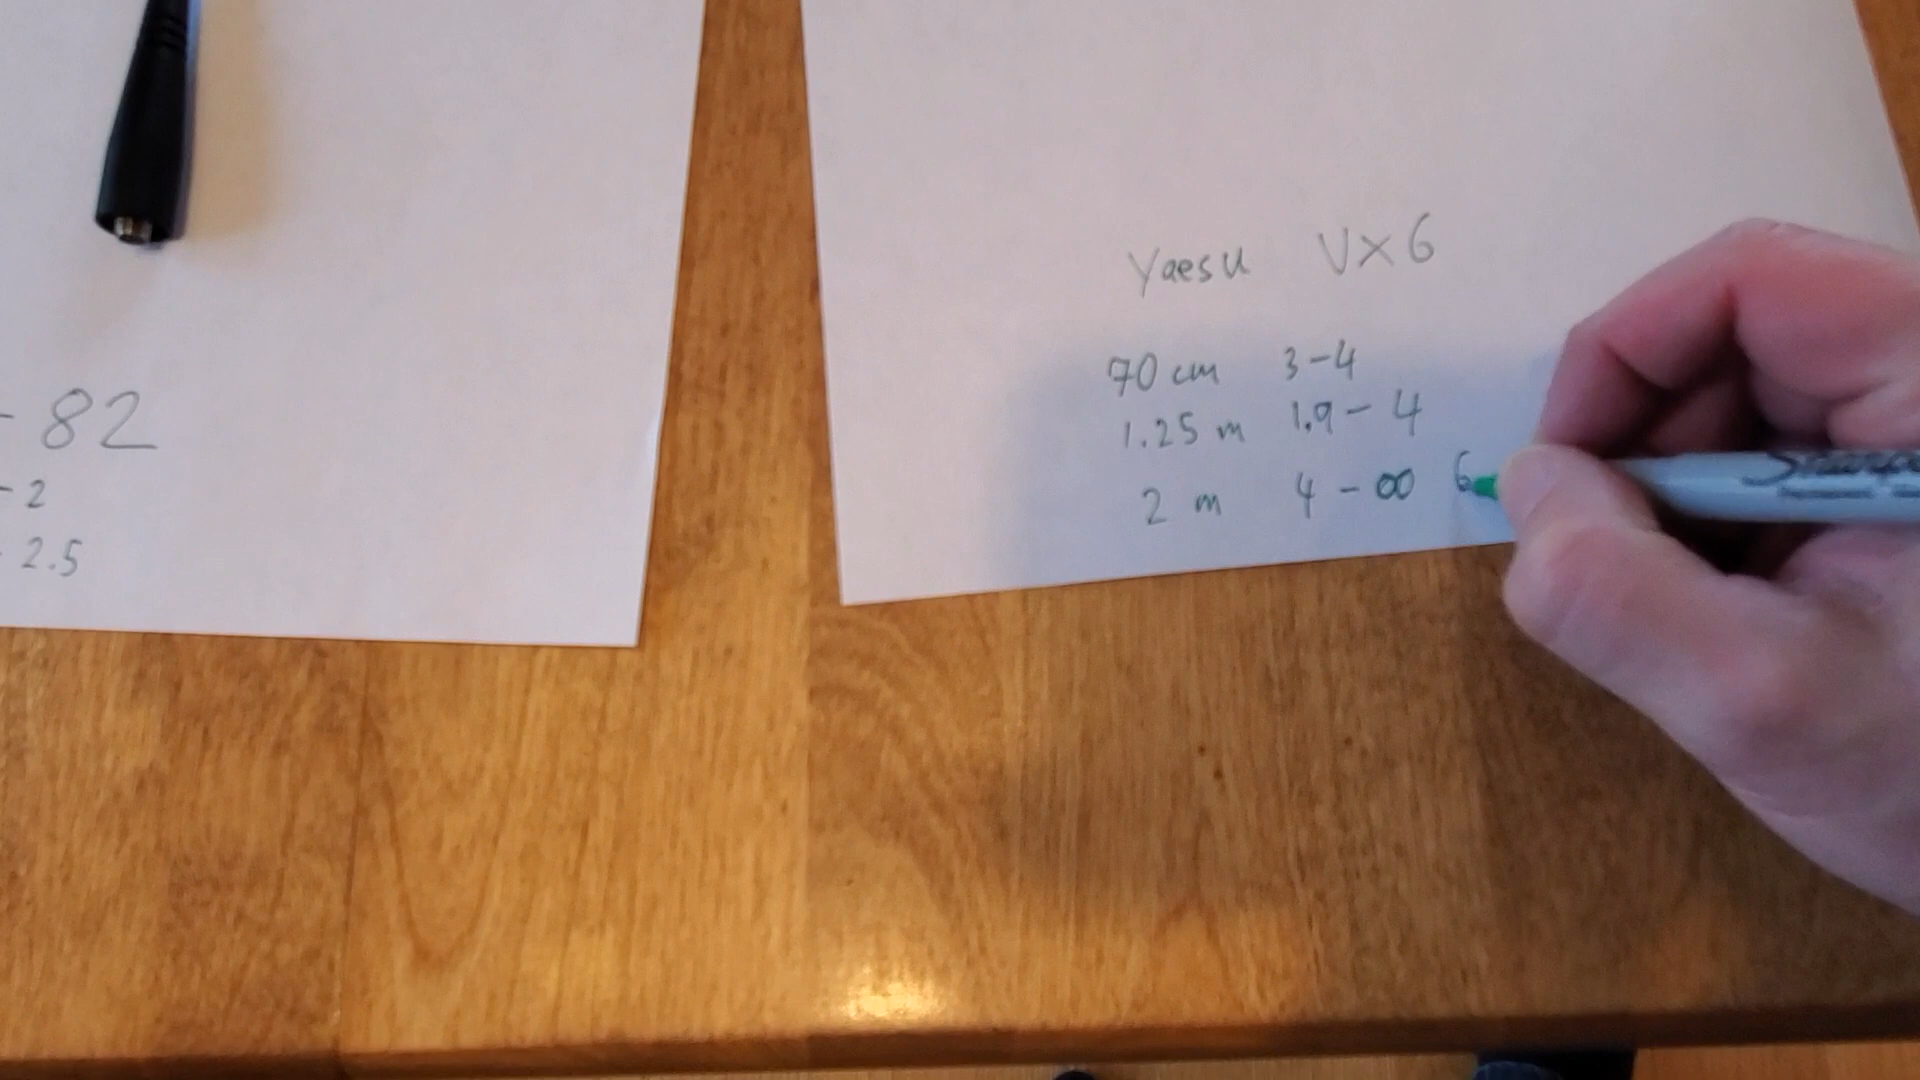 - 82
- 2
- 2.5
Yaesu VX6
70 cm 3-4
1.25 m 1.9 - 4
2 m 4 - ∞ 6